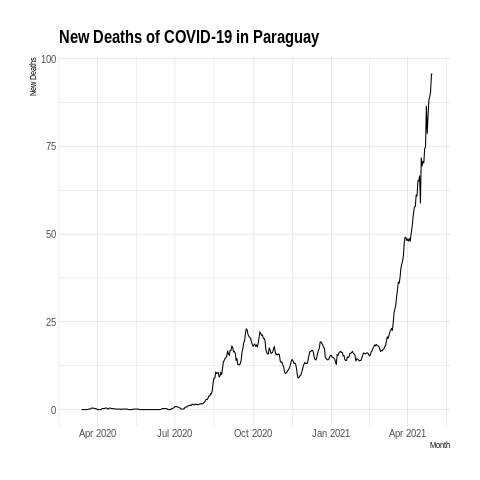 New Deaths of COVID-19 in Paraguay
New Deaths
100
75
50
25
0
Apr 2020 Jul 2020 Oct 2020 Jan 2021 Apr 2021
Month